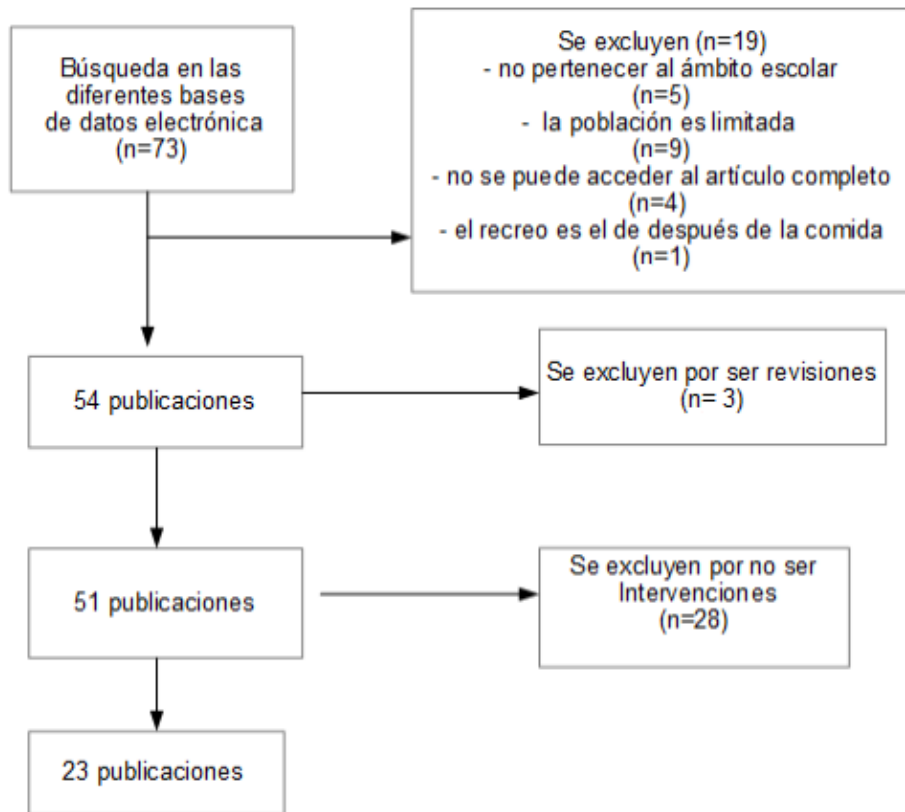 Búsqueda en las
diferentes bases
de datos electrónica
(n=73)
Se excluyen (n=19)
- no pertenecer al ámbito escolar
(n=5)
- la población es limitada
(n=9)
- no se puede acceder al artículo completo
(n=4)
- el recreo es el de después de la comida
(n=1)
54 publicaciones
Se excluyen por ser revisiones
(n= 3)
51 publicaciones
Se excluyen por no ser
Intervenciones
(n=28)
23 publicaciones